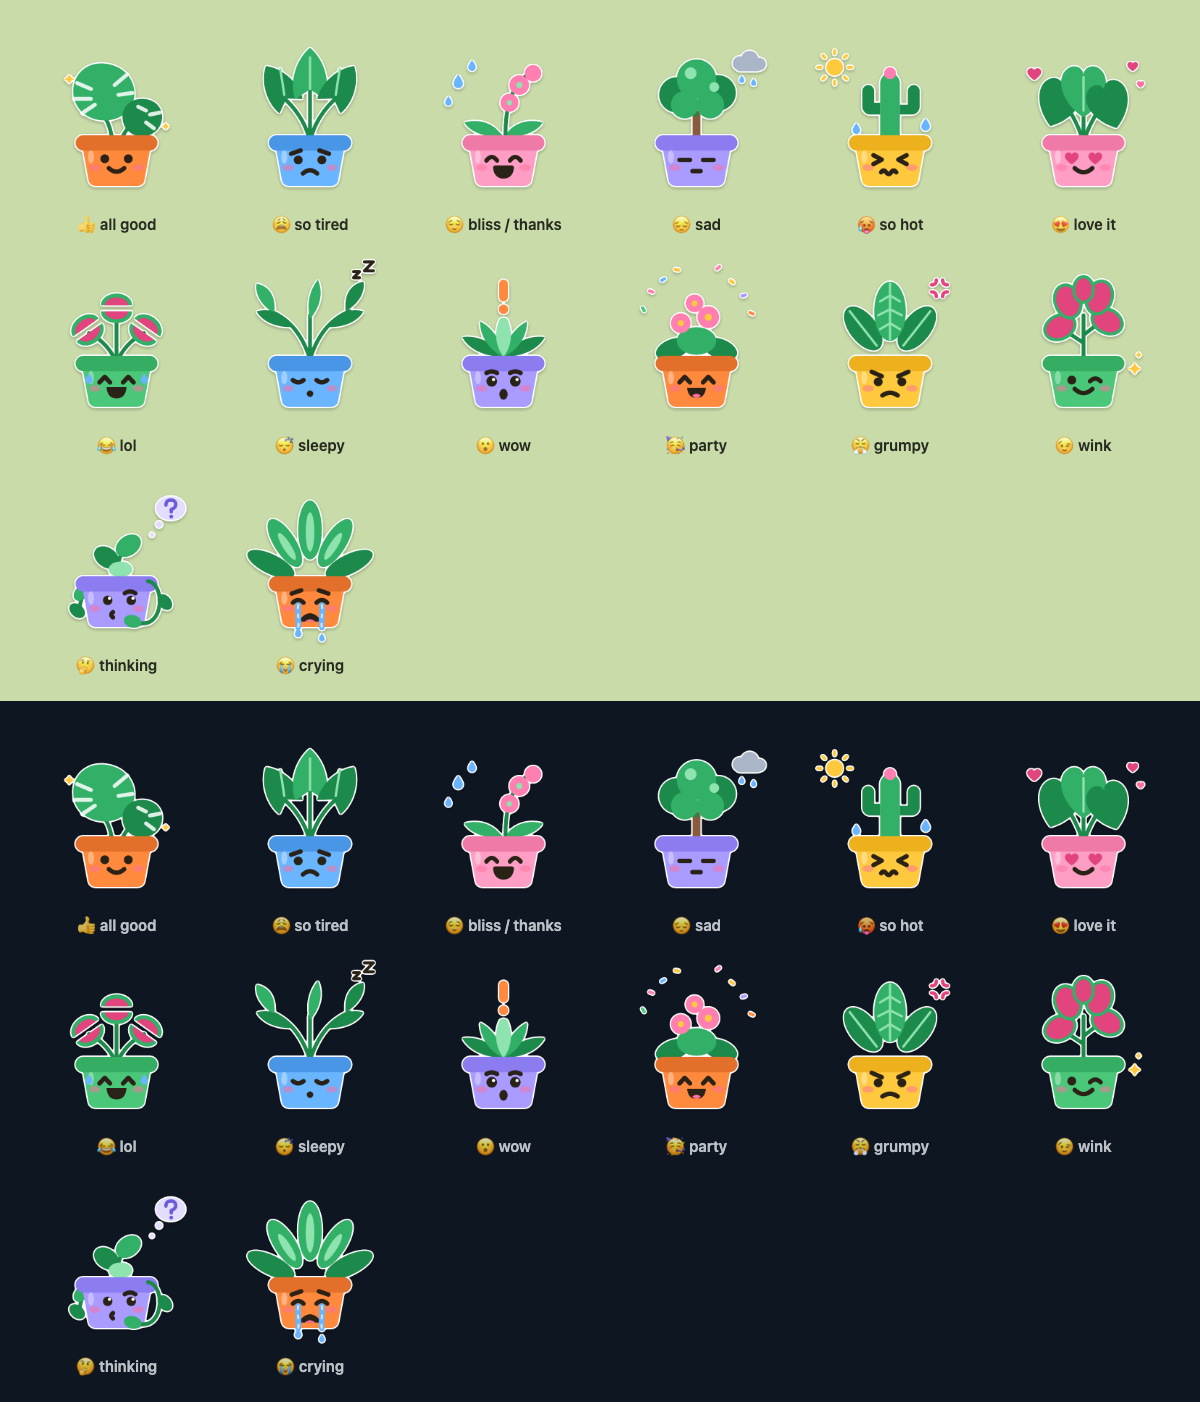 👍 all good
😩 so tired
😌 bliss / thanks
😔 sad
🥵 so hot
😍 love it
zZ
😂 lol
😴 sleepy
😮 wow
🥳 party
😤 grumpy
😉 wink
?
🤔 thinking
😭 crying
👍 all good
😩 so tired
😌 bliss / thanks
😔 sad
🥵 so hot
😍 love it
zZ
😂 lol
😴 sleepy
😮 wow
🥳 party
😤 grumpy
😉 wink
?
🤔 thinking
😭 crying